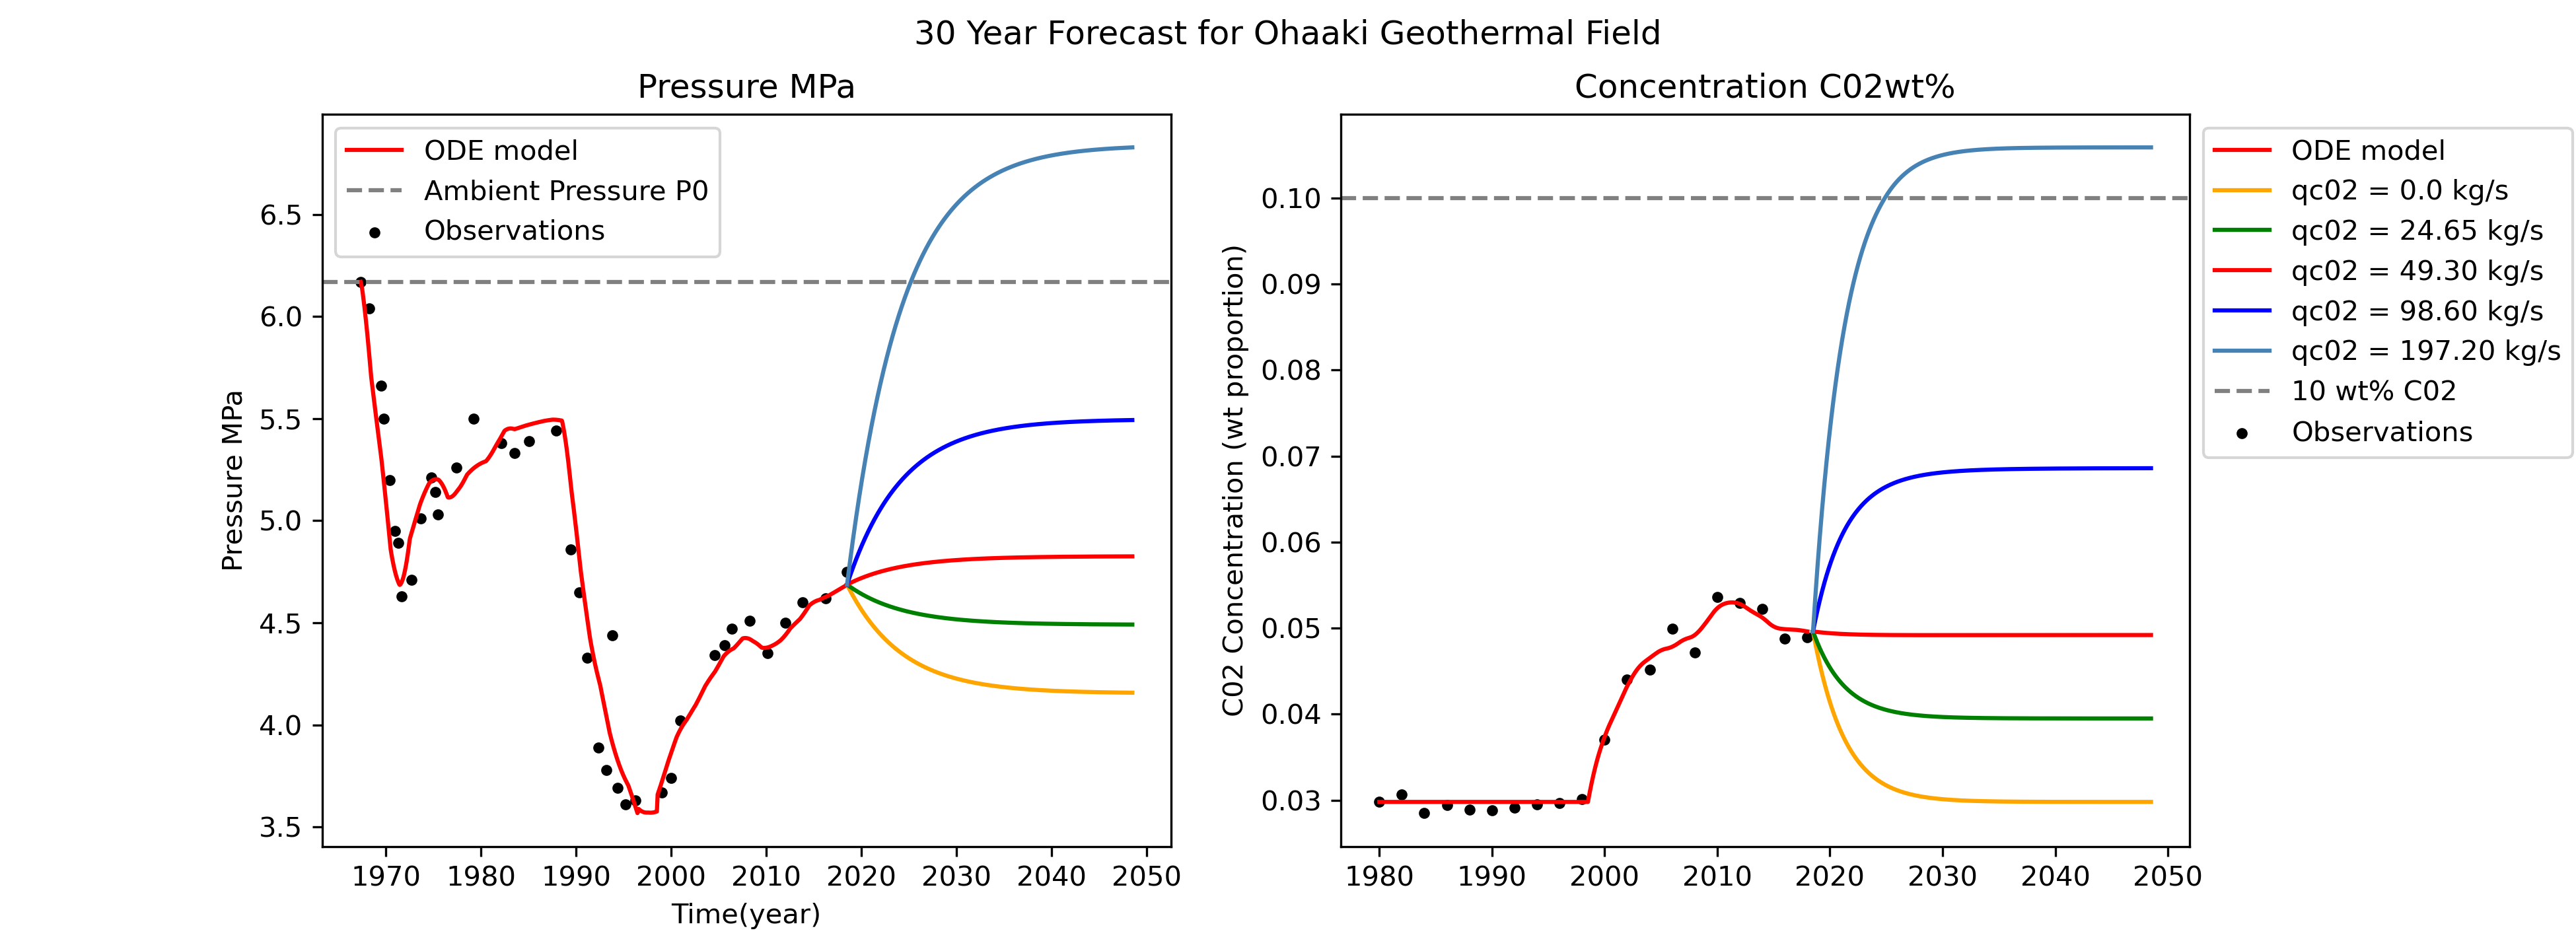 30 Year Forecast for Ohaaki Geothermal Field
Pressure MPa
ODE model
Ambient Pressure P0
Observations
Pressure MPa
6.5
6.0
5.5
5.0
4.5
4.0
3.5
1970 1980 1990 2000 2010 2020 2030 2040 2050
Time(year)
Concentration C02wt%
C02 Concentration (wt proportion)
0.10
0.09
0.08
0.07
0.06
0.05
0.04
0.03
1980 1990 2000 2010 2020 2030 2040 2050
ODE model
qc02 = 0.0 kg/s
qc02 = 24.65 kg/s
qc02 = 49.30 kg/s
qc02 = 98.60 kg/s
qc02 = 197.20 kg/s
10 wt% C02
Observations